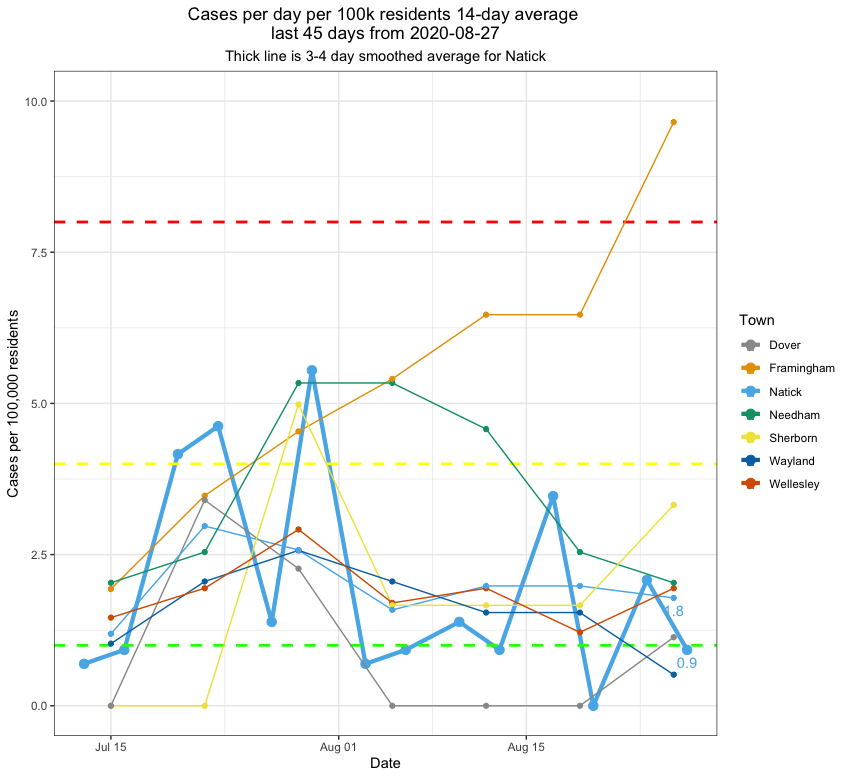 Cases per day per 100k residents 14-day average
last 45 days from 2020-08-27
Thick line is 3-4 day smoothed average for Natick
10.0
7.5
5.0
2.5
0.0
Cases per 100,000 residents
1.8
0.9
Jul 15
Aug 01
Aug 15
Date
Town
Dover
Framingham
Natick
Needham
Sherborn
Wayland
Wellesley